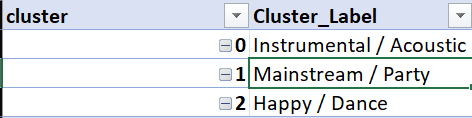 cluster Cluster_Label
0 Instrumental / Acoustic
1 Mainstream / Party
2 Happy / Dance